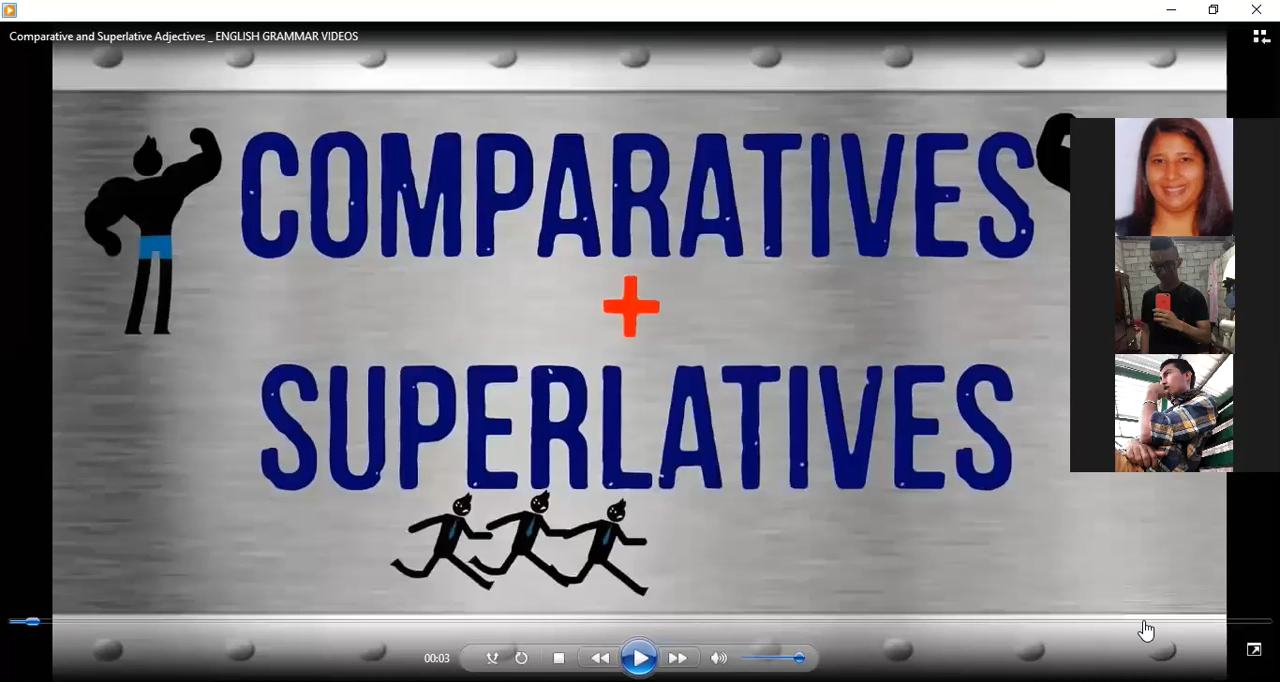 Comparative and Superlative Adjectives _ ENGLISH GRAMMAR VIDEOS
COMPARATIVES
+
SUPERLATIVES
00:03